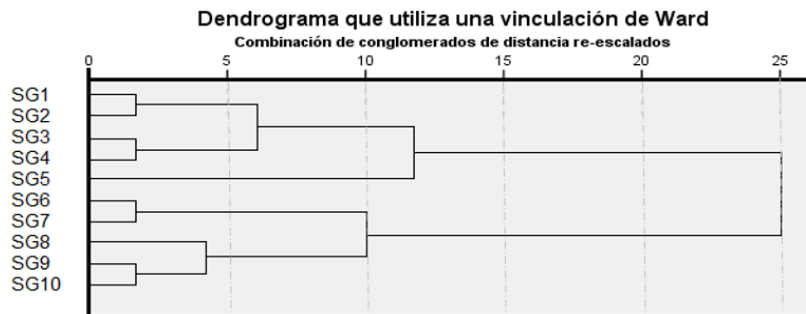 Dendrograma que utiliza una vinculación de Ward
Combinación de conglomerados de distancia re-escalados
0 5 10 15 20 25
SG1
SG2
SG3
SG4
SG5
SG6
SG7
SG8
SG9
SG10